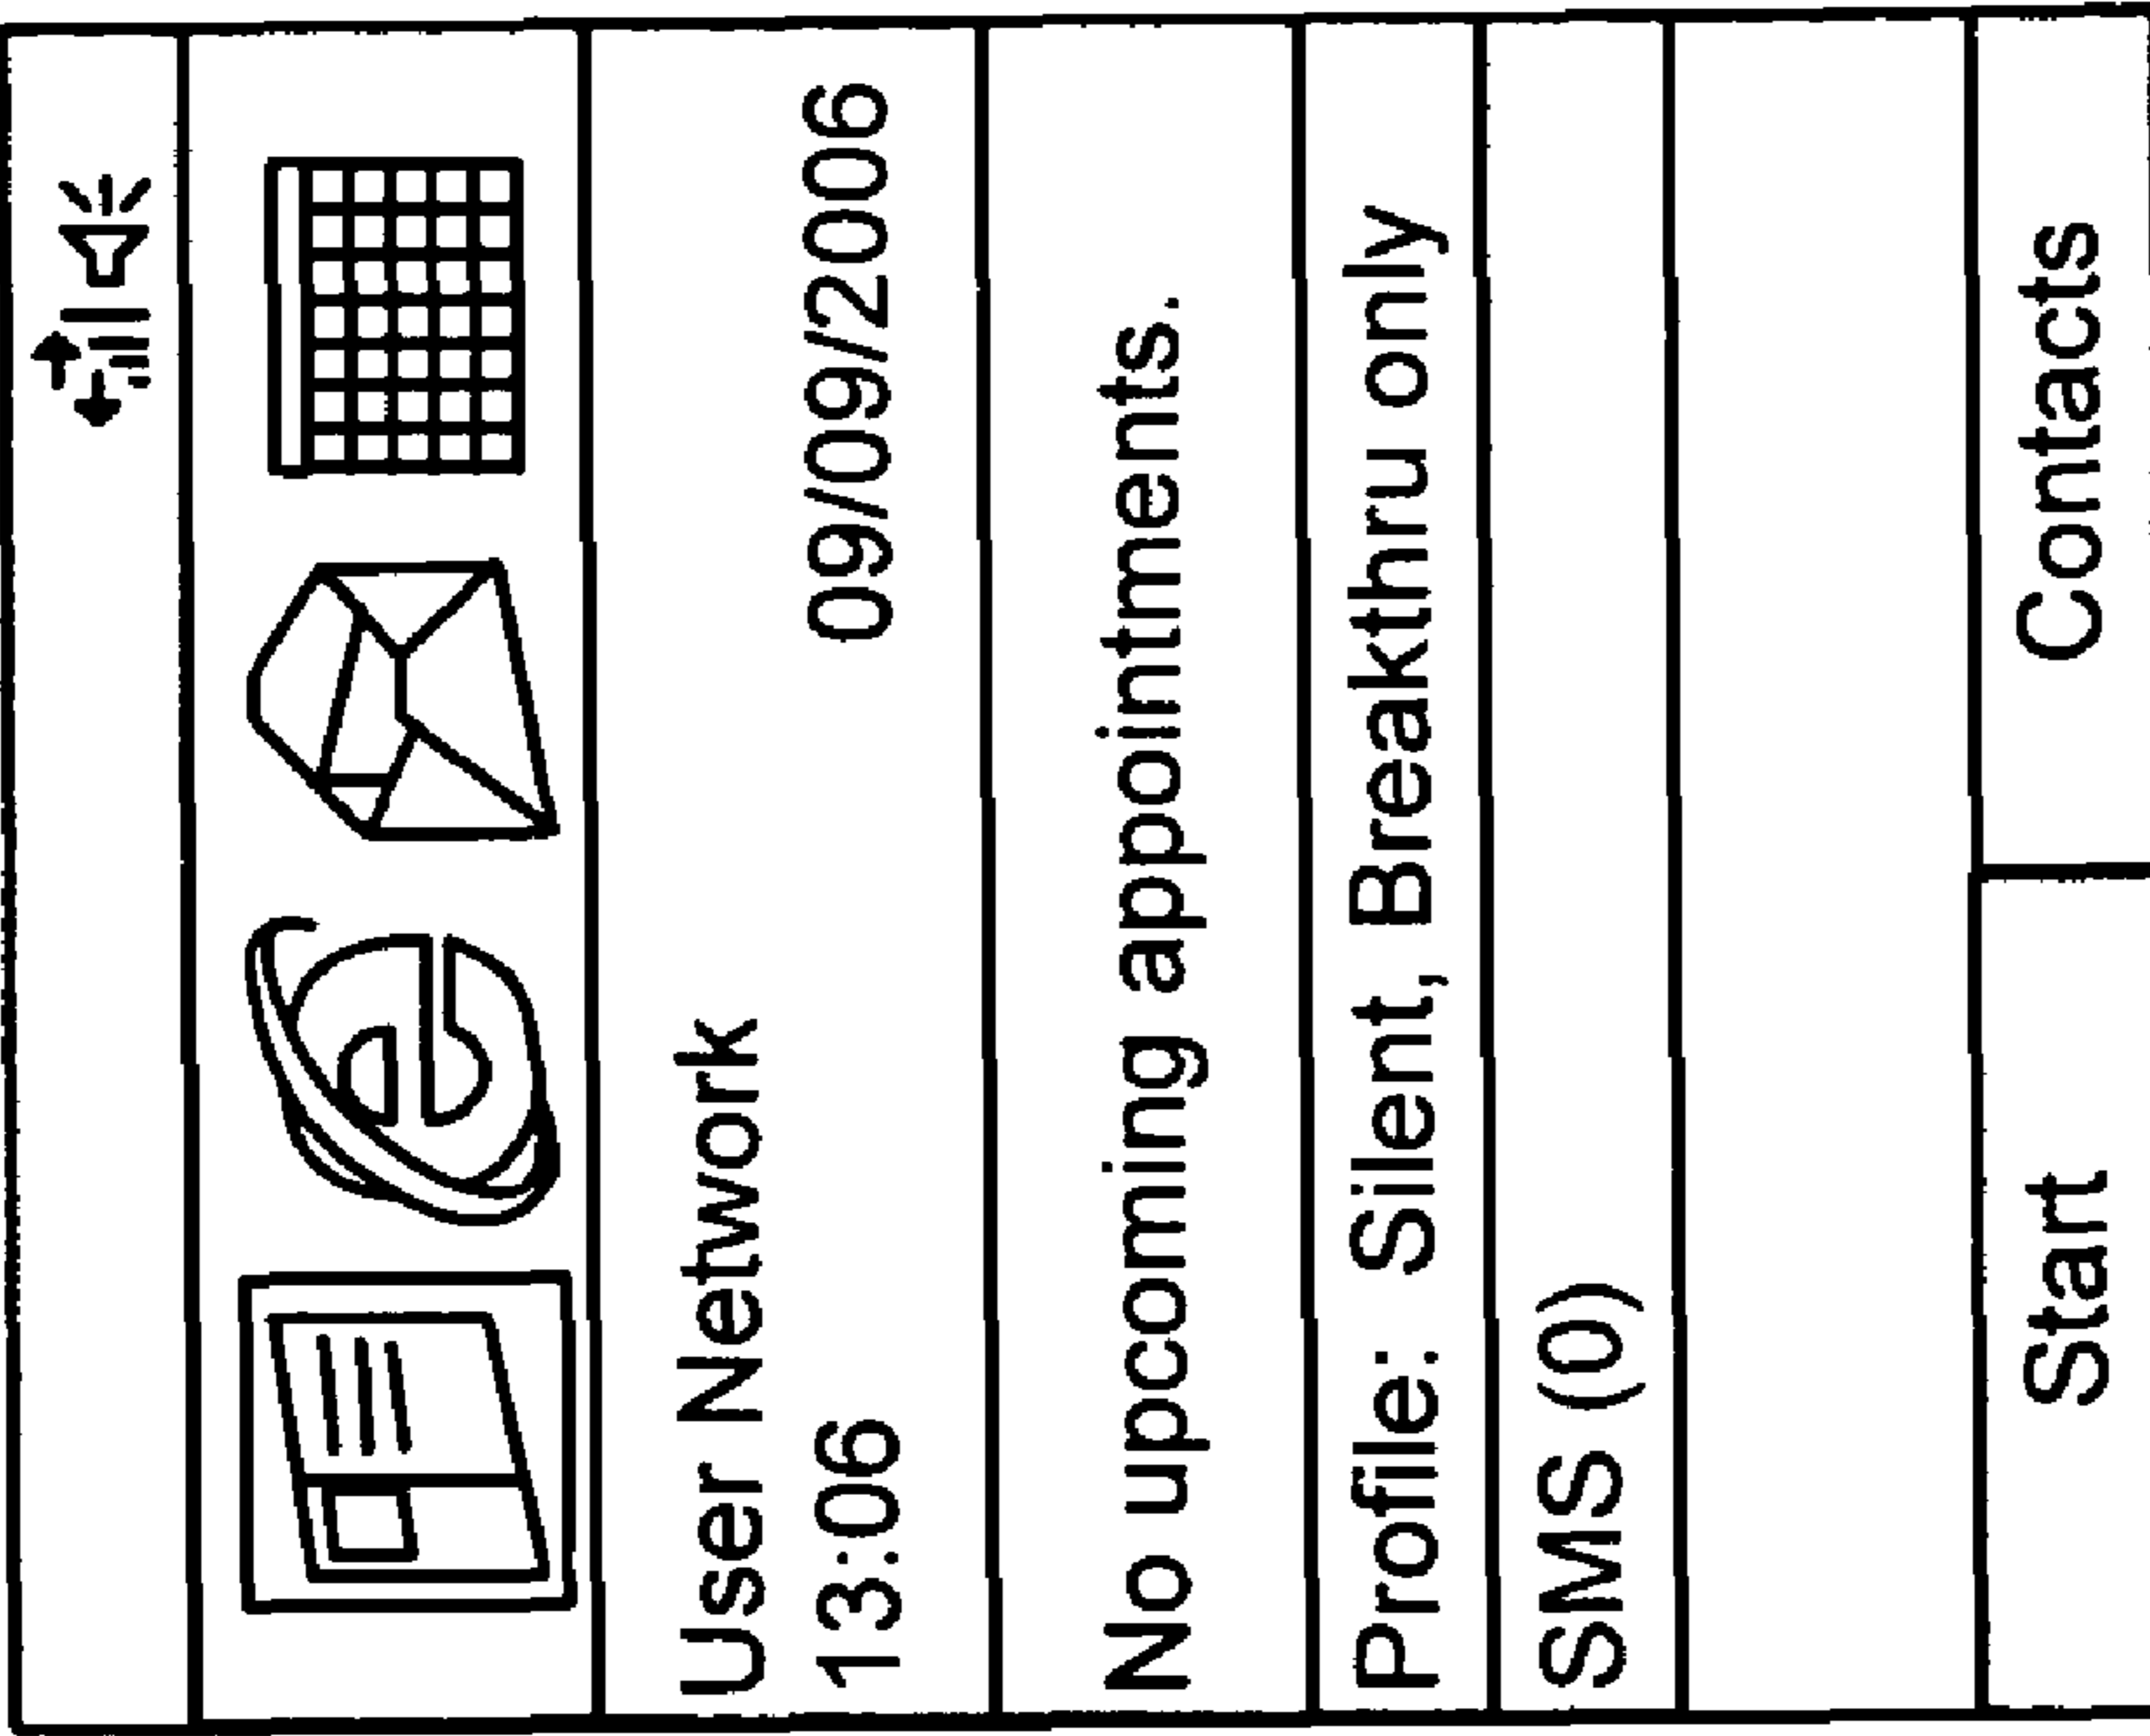 User Network
13:06 09/09/2006
No upcoming appointments.
Profile: Silent, Breakthru only
SMS (0)
Start Contacts